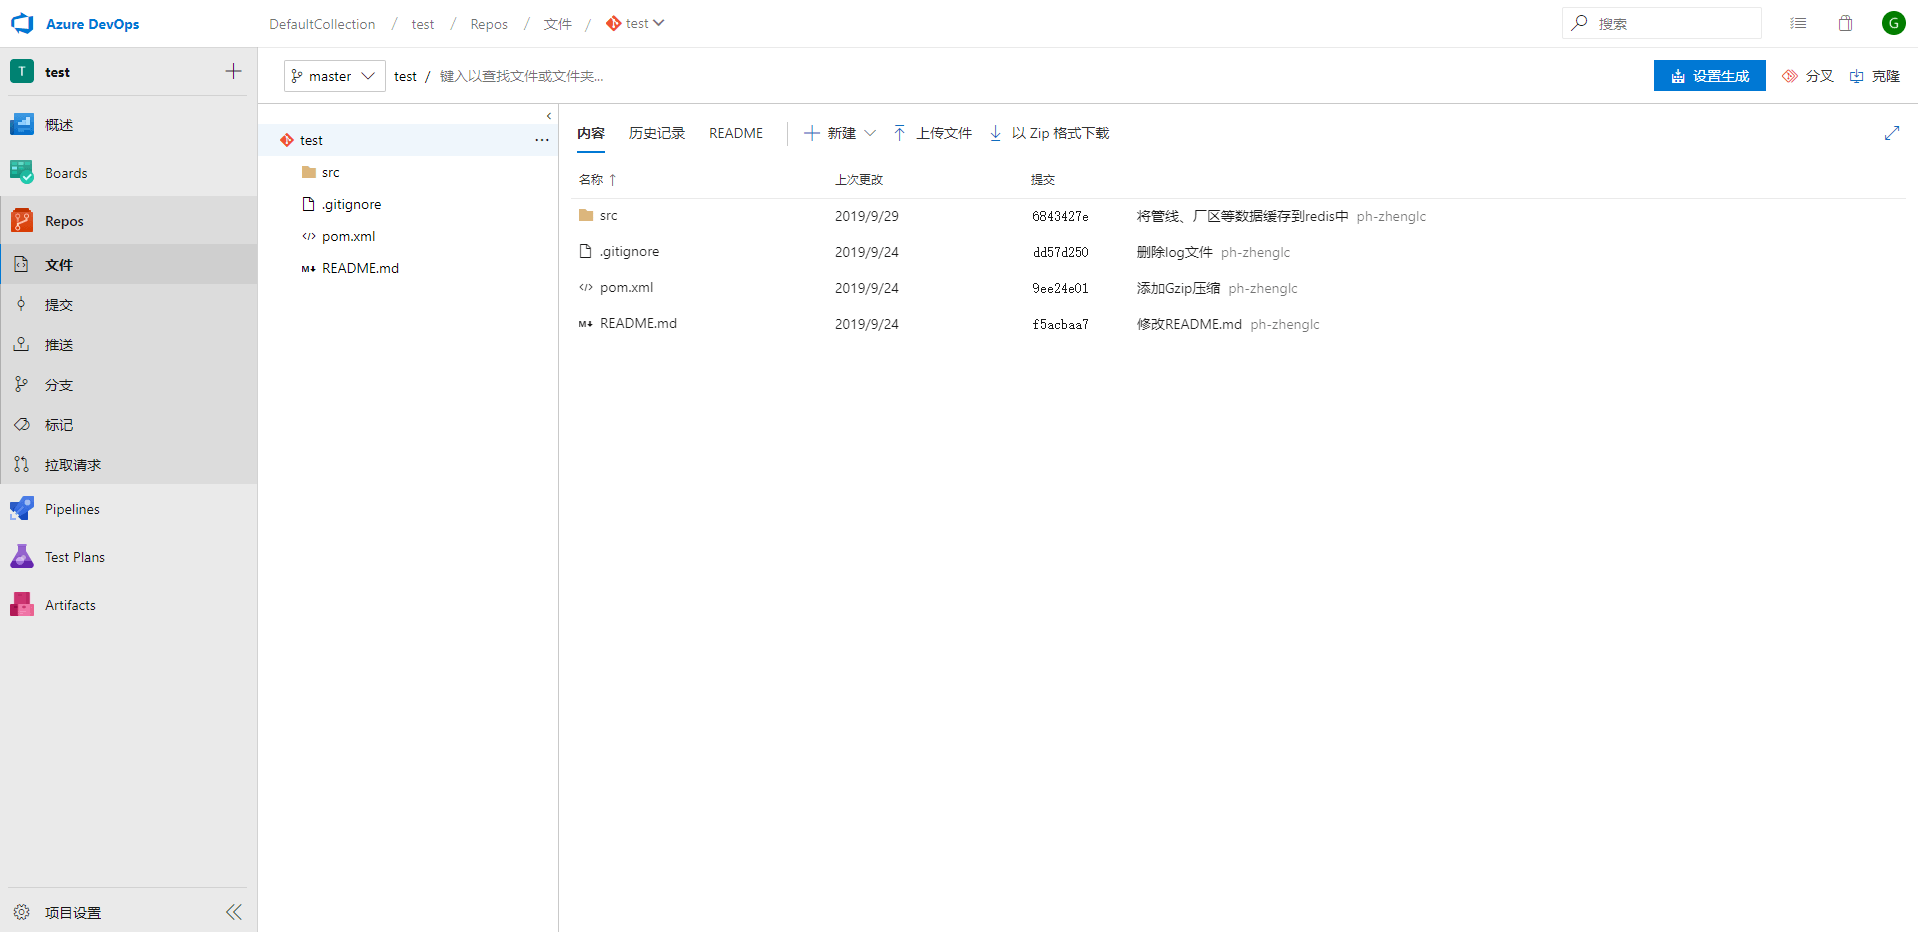 Azure DevOps
DefaultCollection / test / Repos / 文件 / test
搜索
G
T test
master test / 键入以查找文件或文件夹...
设置生成 分叉 克隆
概述
Boards
Repos
文件
提交
推送
分支
标记
拉取请求
Pipelines
Test Plans
Artifacts
项目设置
test ...
src
.gitignore
pom.xml
M↓ README.md
内容 历史记录 README 新建 上传文件 以 Zip 格式下载
名称 ↑ 上次更改 提交
src 2019/9/29 6843427e 将管线、厂区等数据缓存到redis中 ph-zhenglc
.gitignore 2019/9/24 dd57d250 删除log文件 ph-zhenglc
pom.xml 2019/9/24 9ee24e01 添加Gzip压缩 ph-zhenglc
M↓ README.md 2019/9/24 f5acbaa7 修改README.md ph-zhenglc